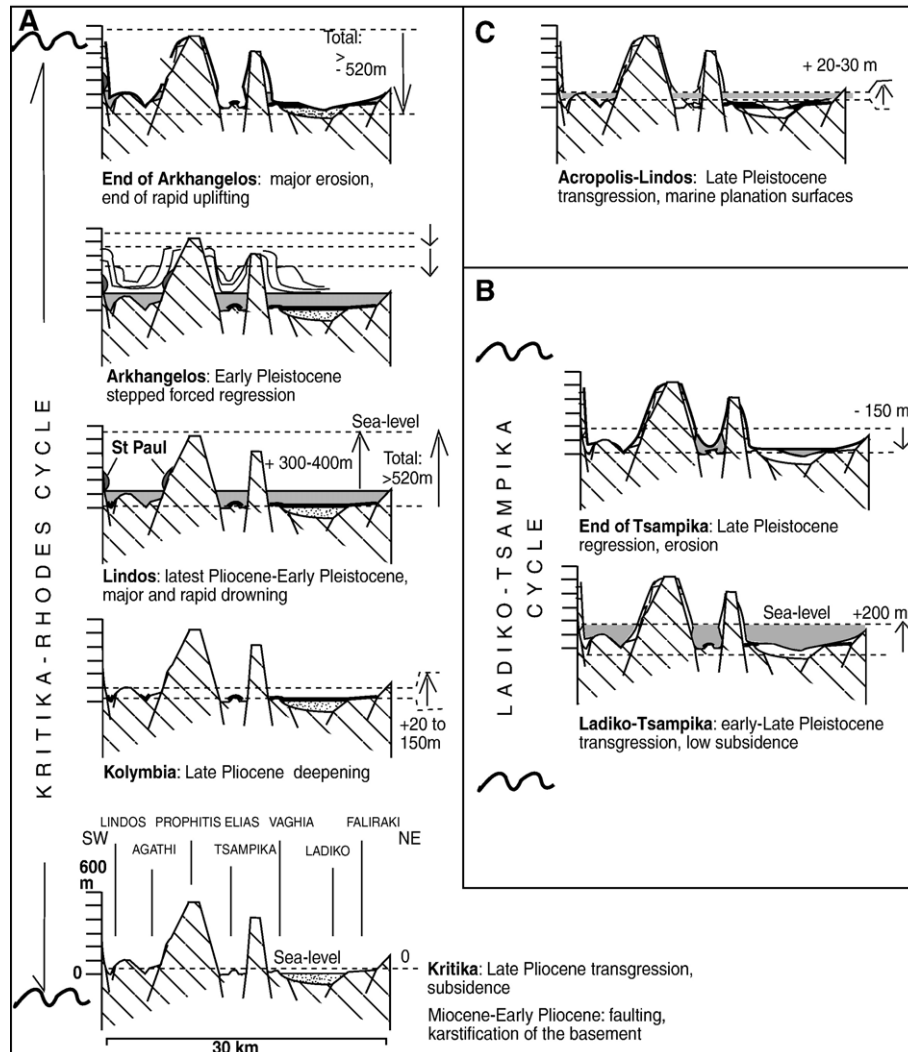 A
Total:
>
- 520m
End of Arkhangelos: major erosion,
end of rapid uplifting
Arkhangelos: Early Pleistocene
stepped forced regression
Sea-level
St Paul
+ 300-400m
Total:
>520m
Lindos: latest Pliocene-Early Pleistocene,
major and rapid drowning
+20 to
150m
Kolymbia: Late Pliocene deepening
KRITIKA-RHODES CYCLE
LINDOS PROPHITIS ELIAS VAGHIA FALIRAKI
SW NE
AGATHI TSAMPIKA LADIKO
600
m
Sea-level 0
0
30 km
Kritika: Late Pliocene transgression,
subsidence
Miocene-Early Pliocene: faulting,
karstification of the basement
C
+ 20-30 m
Acropolis-Lindos: Late Pleistocene
transgression, marine planation surfaces
B
- 150 m
End of Tsampika: Late Pleistocene
regression, erosion
LADIKO-TSAMPIKA
CYCLE
Sea-level +200 m
Ladiko-Tsampika: early-Late Pleistocene
transgression, low subsidence